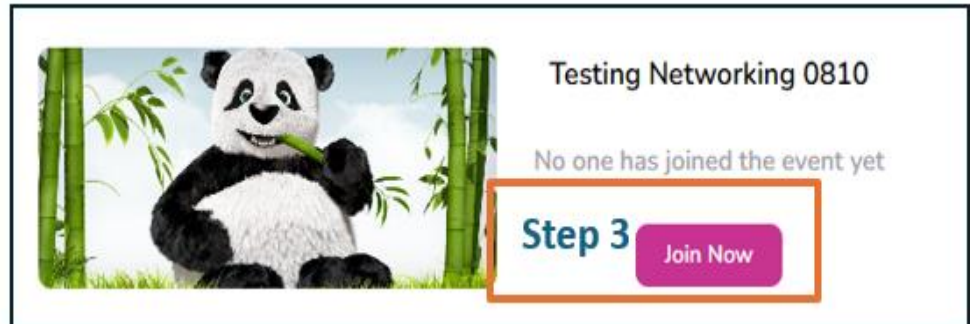 Testing Networking 0810
No one has joined the event yet
Step 3
Join Now